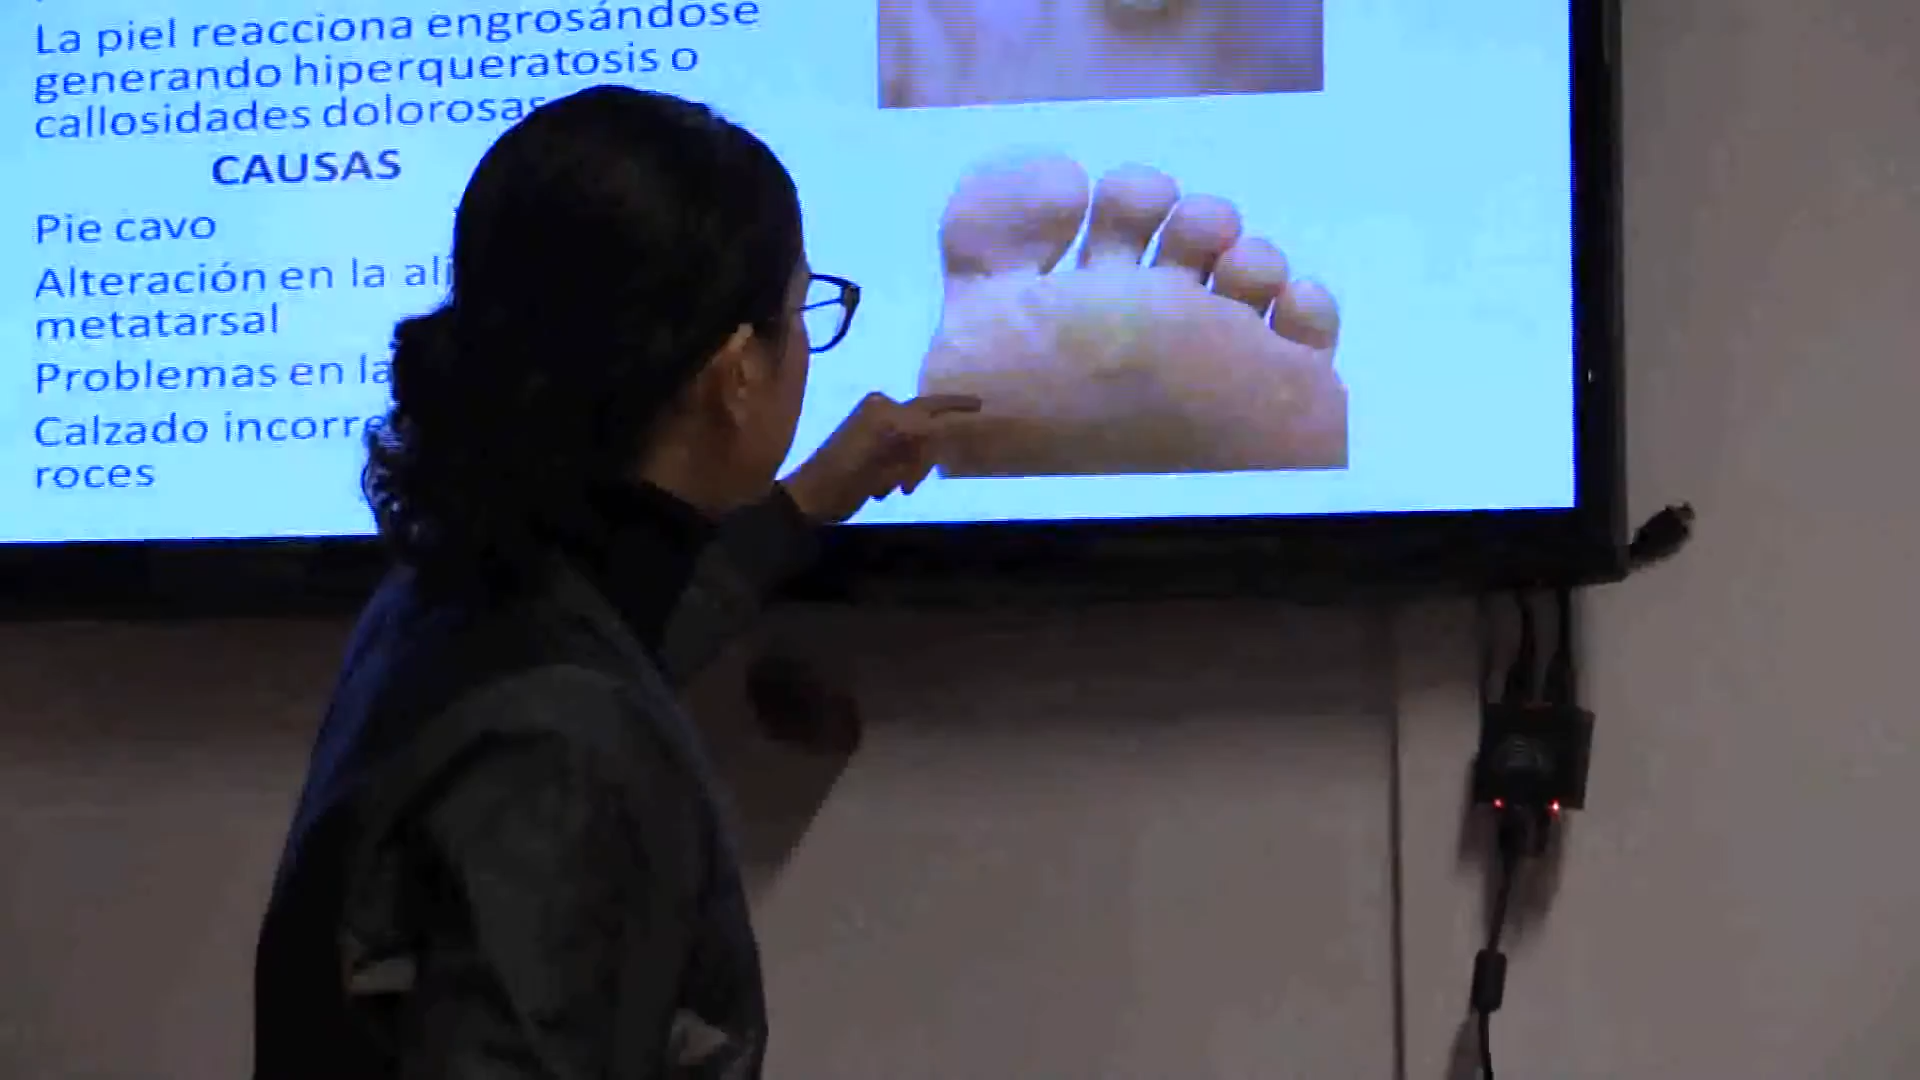 La piel reacciona engrosándose
generando hiperqueratosis o
callosidades dolorosas
CAUSAS
Pie cavo
Alteración en la ali
metatarsal
Problemas en la
Calzado incorre
roces